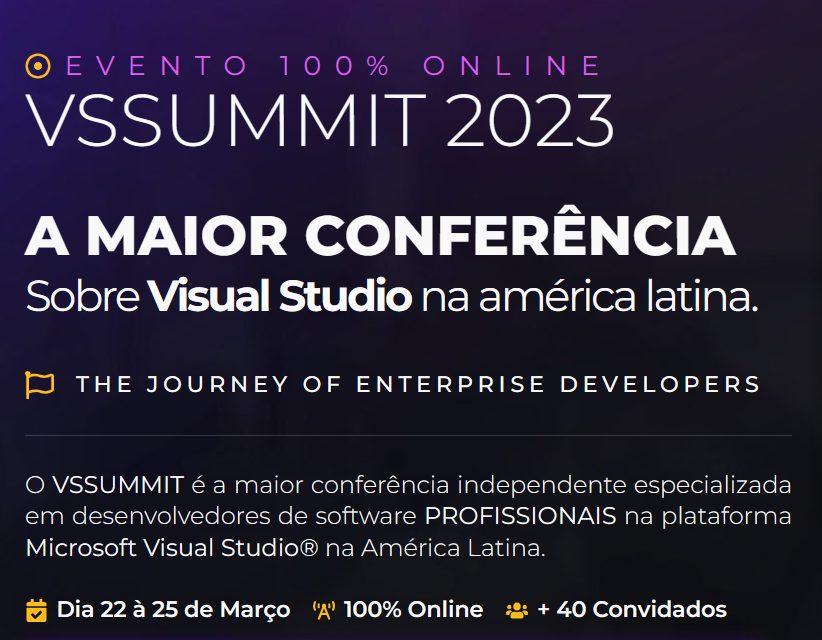 EVENTO 100% ONLINE
VSSUMMIT 2023
A MAIOR CONFERÊNCIA
Sobre Visual Studio na américa latina.
THE JOURNEY OF ENTERPRISE DEVELOPERS
O VSSUMMIT é a maior conferência independente especializada
em desenvolvedores de software PROFISSIONAIS na plataforma
Microsoft Visual Studio® na América Latina.
Dia 22 à 25 de Março 100% Online + 40 Convidados